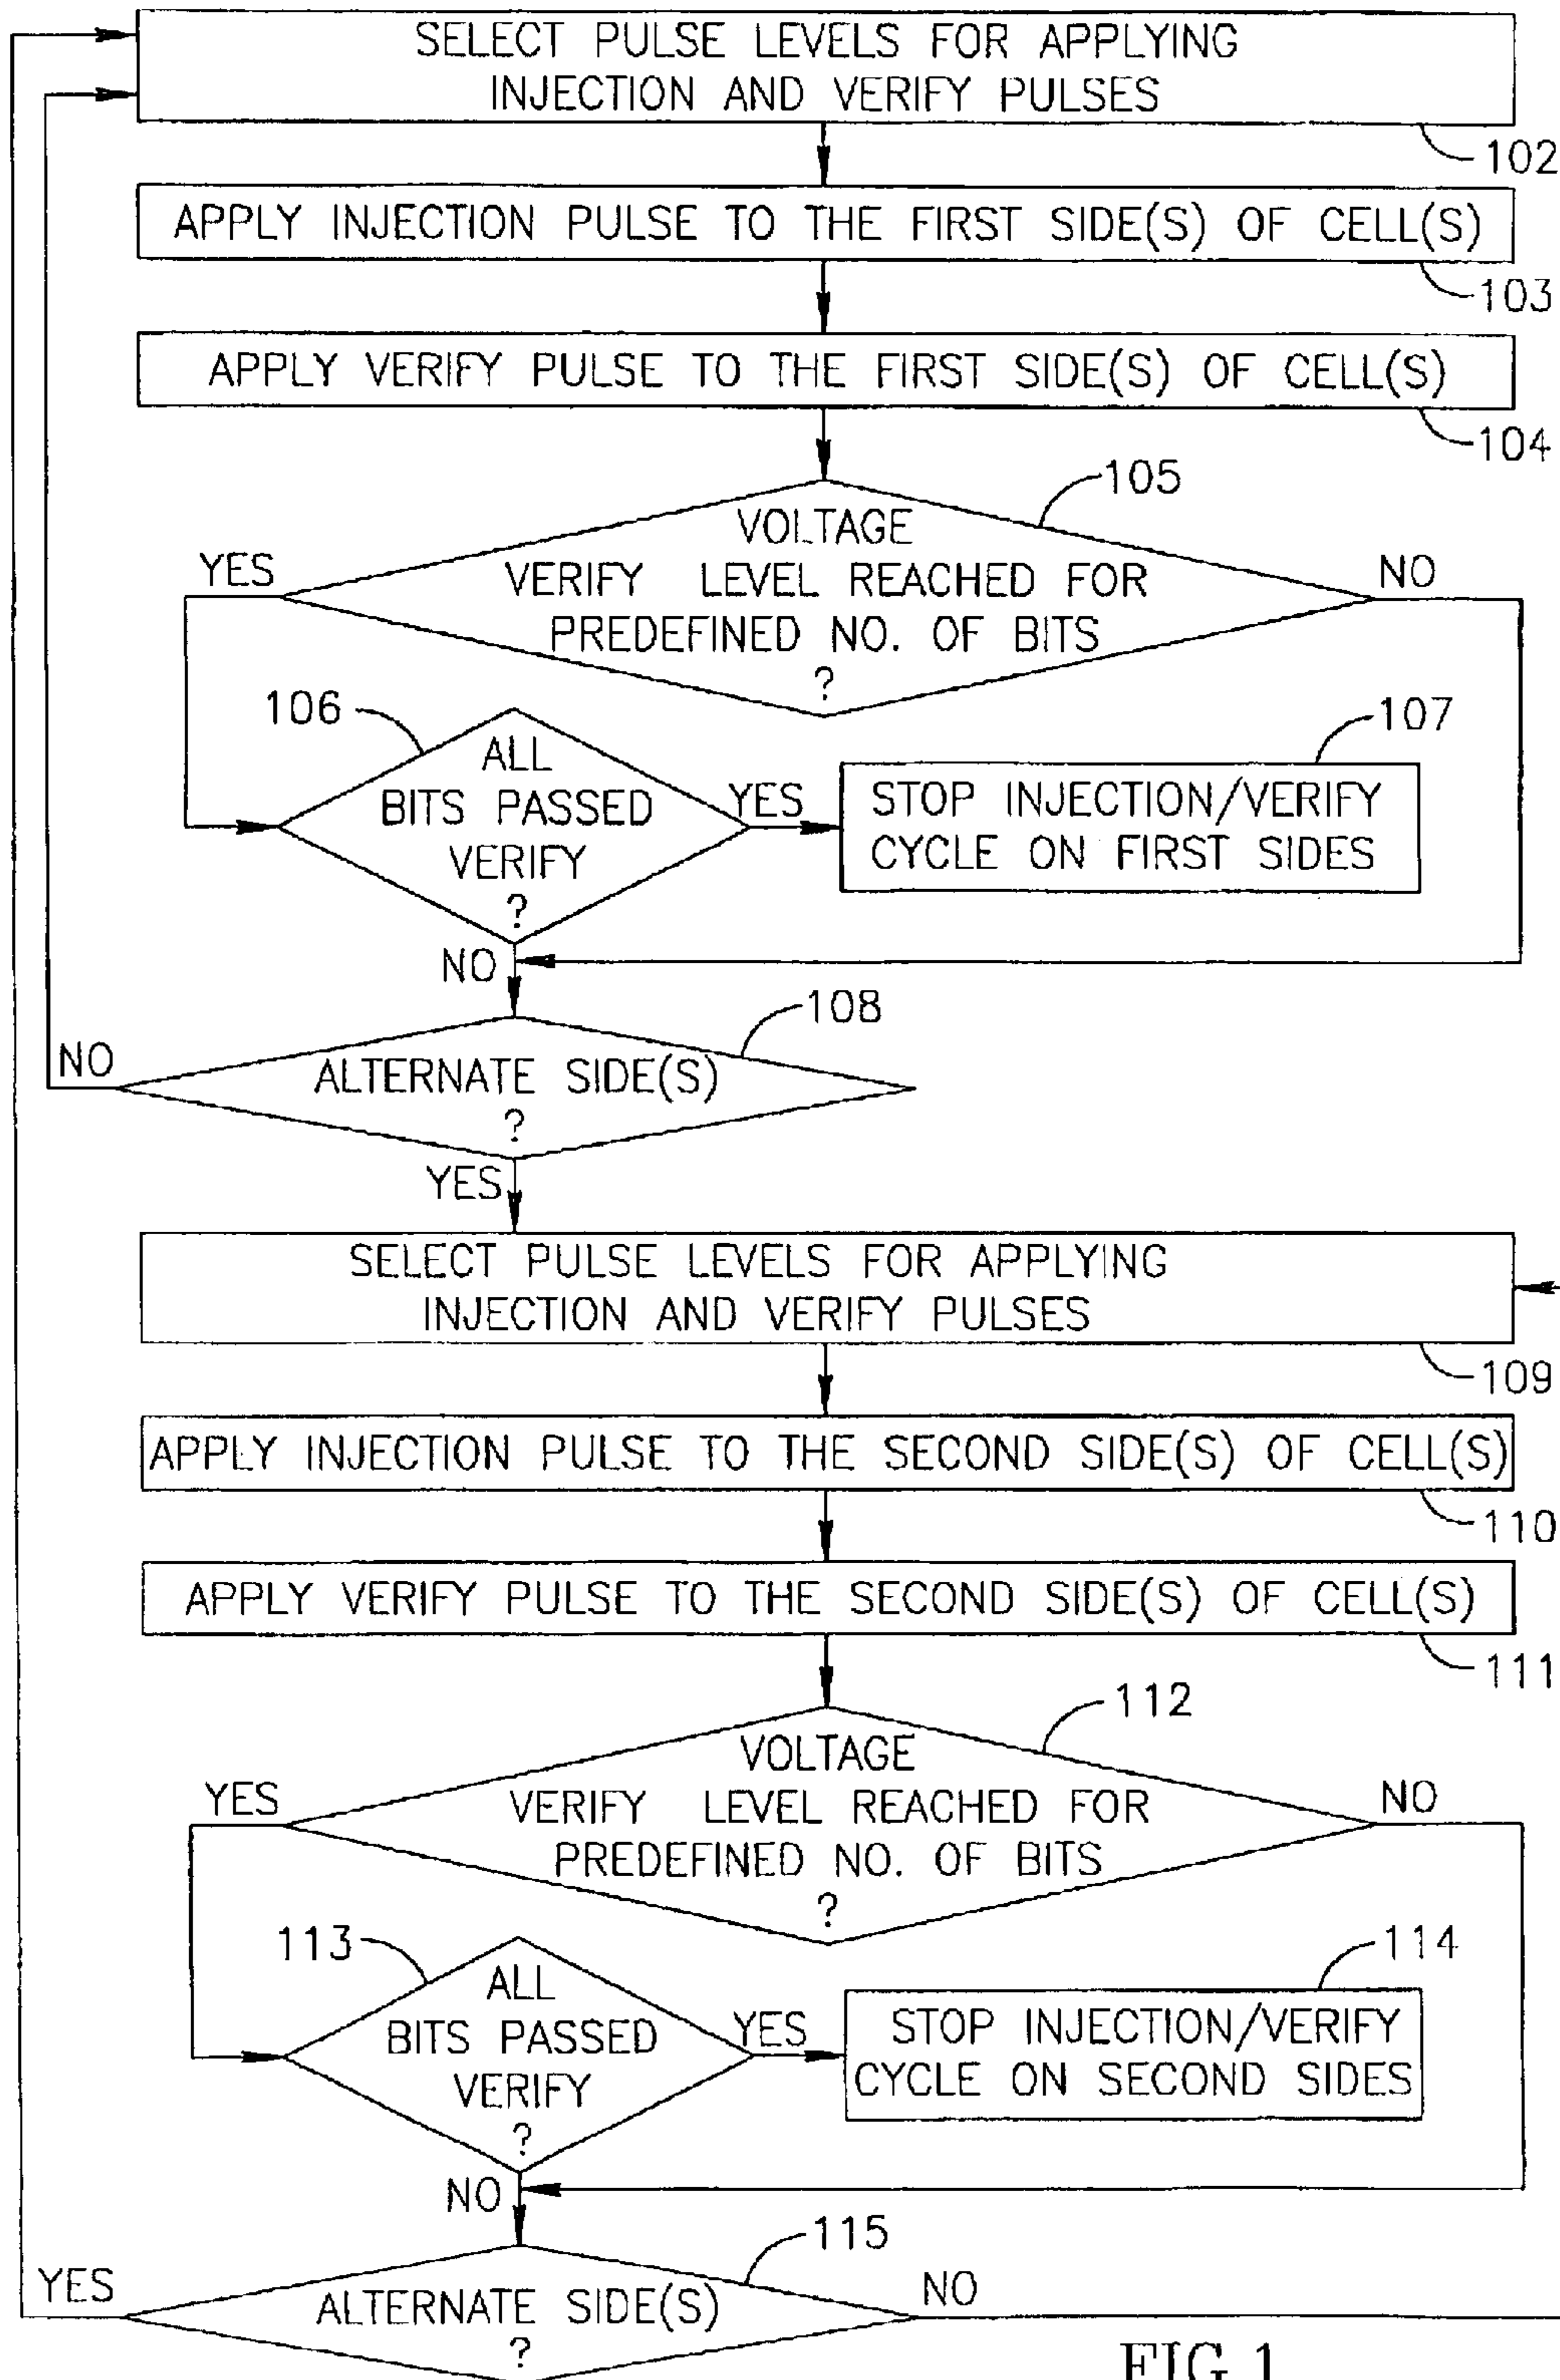 SELECT PULSE LEVELS FOR APPLYING
INJECTION AND VERIFY PULSES
102
APPLY INJECTION PULSE TO THE FIRST SIDE(S) OF CELL(S)
103
APPLY VERIFY PULSE TO THE FIRST SIDE(S) OF CELL(S)
104
105
VOLTAGE
VERIFY LEVEL REACHED FOR
PREDEFINED NO. OF BITS
?
YES
NO
106
ALL
BITS PASSED
VERIFY
?
YES
107
STOP INJECTION/VERIFY
CYCLE ON FIRST SIDES
NO
108
NO
ALTERNATE SIDE(S)
?
YES
SELECT PULSE LEVELS FOR APPLYING
INJECTION AND VERIFY PULSES
109
APPLY INJECTION PULSE TO THE SECOND SIDE(S) OF CELL(S)
110
APPLY VERIFY PULSE TO THE SECOND SIDE(S) OF CELL(S)
111
112
VOLTAGE
VERIFY LEVEL REACHED FOR
PREDEFINED NO. OF BITS
?
YES
NO
113
ALL
BITS PASSED
VERIFY
?
YES
114
STOP INJECTION/VERIFY
CYCLE ON SECOND SIDES
NO
115
YES
ALTERNATE SIDE(S)
?
NO
FIG.1